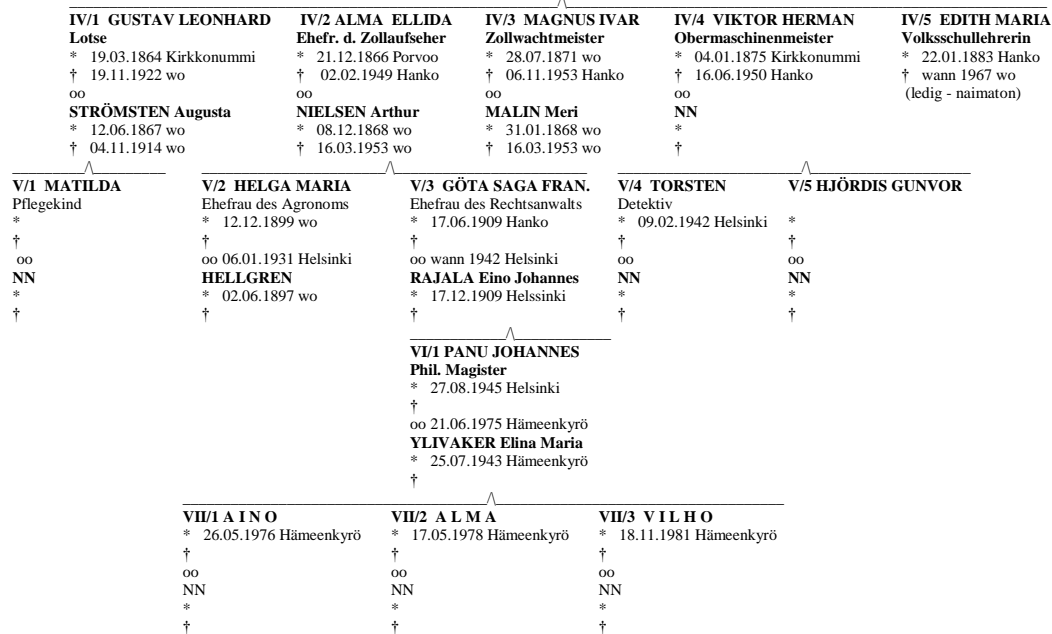 IV/1 GUSTAV LEONHARD IV/2 ALMA ELLIDA IV/3 MAGNUS IVAR IV/4 VIKTOR HERMAN IV/5 EDITH MARIA
Lotse Ehefr. d. Zollaufseher Zollwachtmeister Obermaschinenmeister Volksschullehrerin
* 19.03.1864 Kirkkonummi * 21.12.1866 Porvoo * 28.07.1871 wo * 04.01.1875 Kirkkonummi * 22.01.1883 Hanko
† 19.11.1922 wo † 02.02.1949 Hanko † 06.11.1953 Hanko † 16.06.1950 Hanko † wann 1967 wo
oo oo oo oo (ledig - naimaton)
STRÖMSTEN Augusta NIELSEN Arthur MALIN Meri NN
* 12.06.1867 wo * 08.12.1868 wo * 31.01.1868 wo *
† 04.11.1914 wo † 16.03.1953 wo † 16.03.1953 wo †
V/1 MATILDA V/2 HELGA MARIA V/3 GÖTA SAGA FRAN. V/4 TORSTEN V/5 HJÖRDIS GUNVOR
Pflegekind Ehefrau des Agronoms Ehefrau des Rechtsanwalts Detektiv
* * 12.12.1899 wo * 17.06.1909 Hanko * 09.02.1942 Helsinki *
† † † † †
oo oo 06.01.1931 Helsinki oo wann 1942 Helsinki oo oo
NN HELLGREN RAJALA Eino Johannes NN NN
* * 02.06.1897 wo * 17.12.1909 Helssinki * *
† † † † †
VI/1 PANU JOHANNES
Phil. Magister
* 27.08.1945 Helsinki
†
oo 21.06.1975 Hämeenkyrö
YLIVAKER Elina Maria
* 25.07.1943 Hämeenkyrö
†
VII/1 A I N O VII/2 A L M A VII/3 V I L H O
* 26.05.1976 Hämeenkyrö * 17.05.1978 Hämeenkyrö * 18.11.1981 Hämeenkyrö
† † †
oo oo oo
NN NN NN
* * *
† † †